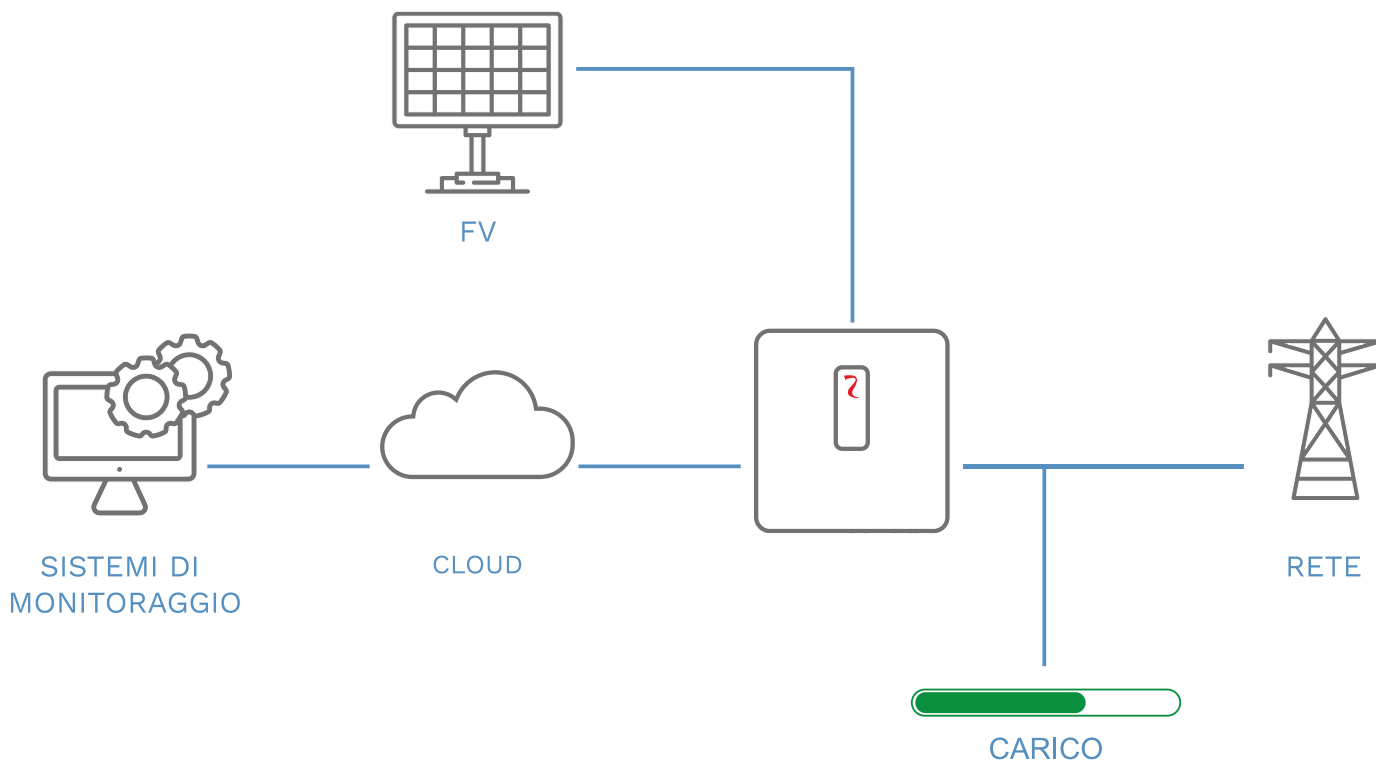 FV
SISTEMI DI
MONITORAGGIO
CLOUD
RETE
CARICO